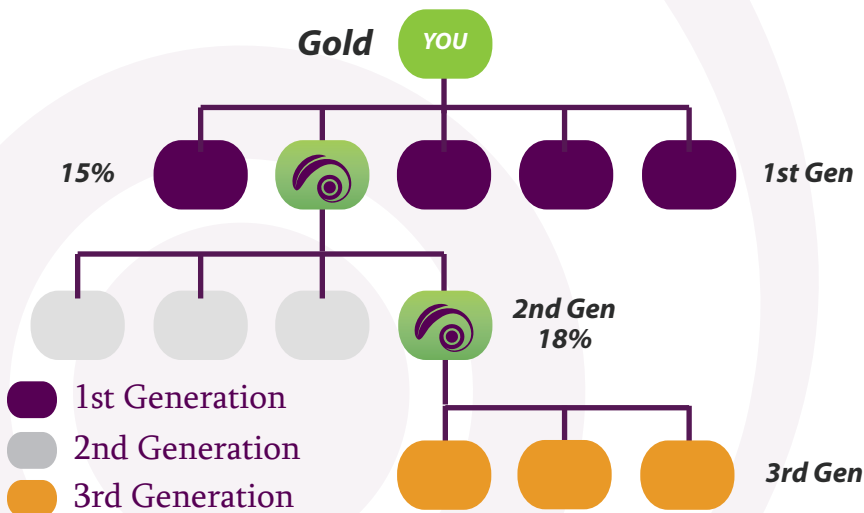 Gold
YOU
15%
1st Gen
2nd Gen
18%
1st Generation
2nd Generation
3rd Generation
3rd Gen